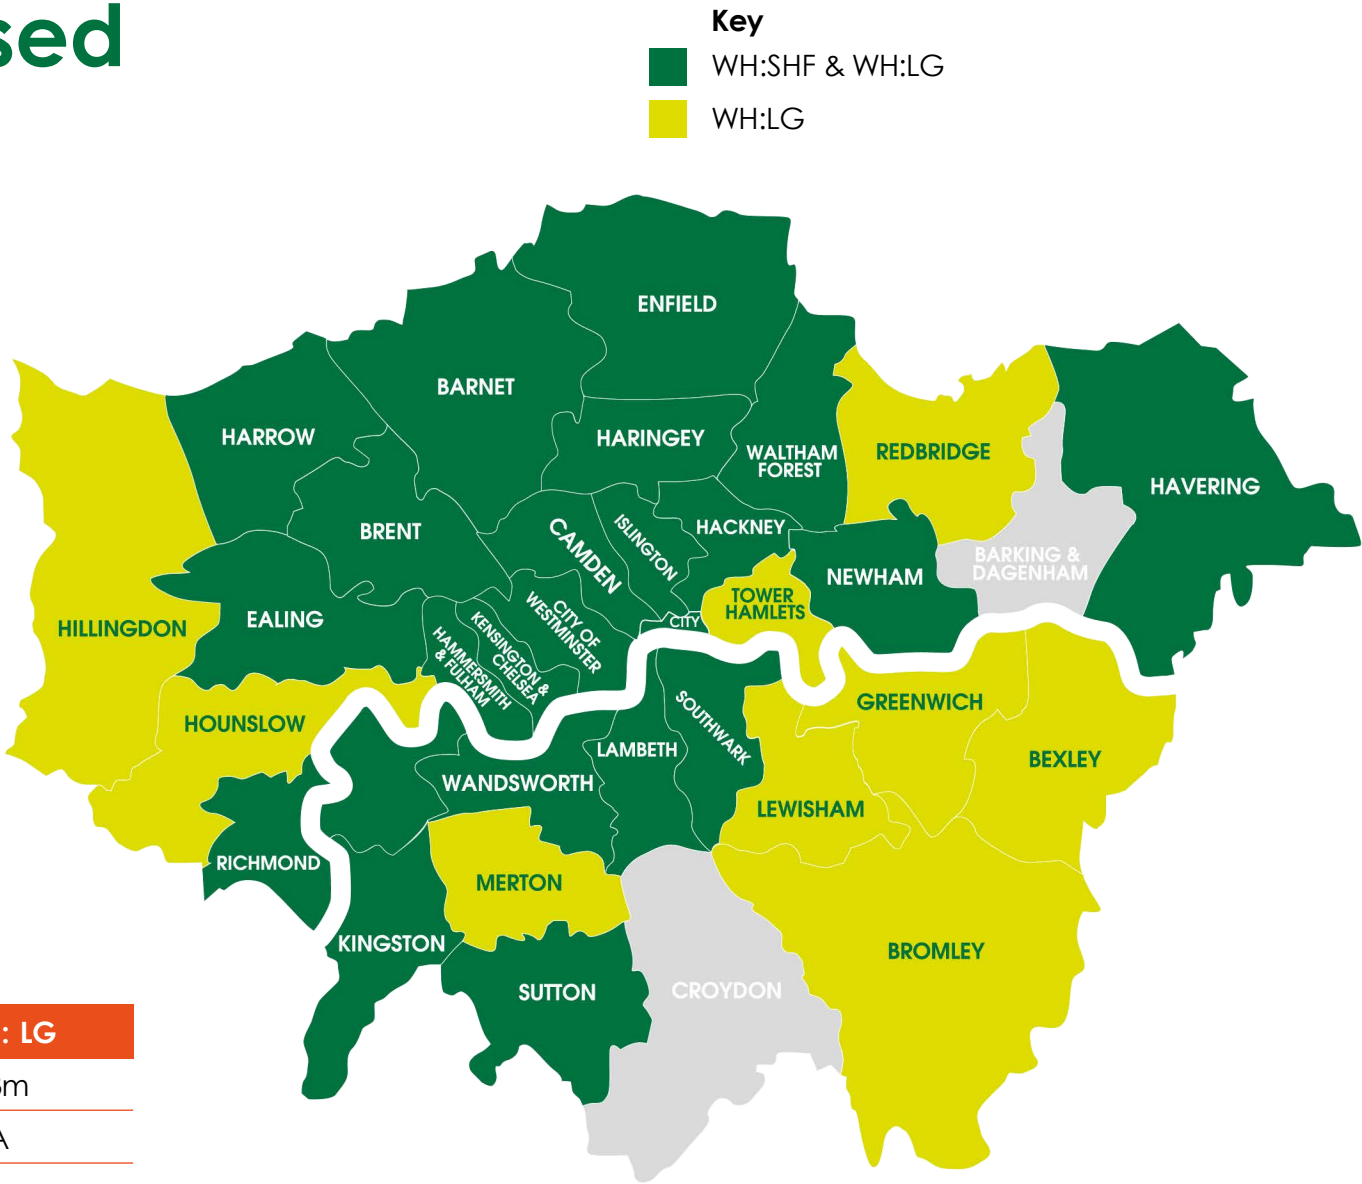 sed
Key
WH:SHF & WH:LG
WH:LG
ENFIELD
BARNET
HARROW
HARINGEY
WALTHAM
FOREST
REDBRIDGE
HAVERING
BRENT
CAMDEN
ISLINGTON
HACKNEY
BARKING &
DAGENHAM
NEWHAM
TOWER
HAMLETS
HILLINGDON
EALING
CITY
CITY OF
WESTMINSTER
KENSINGTON &
CHELSEA
HAMMERSMITH
& FULHAM
HOUNSLOW
GREENWICH
SOUTHWARK
LAMBETH
BEXLEY
WANDSWORTH
LEWISHAM
RICHMOND
MERTON
KINGSTON
BROMLEY
SUTTON
CROYDON
: LG
m
A